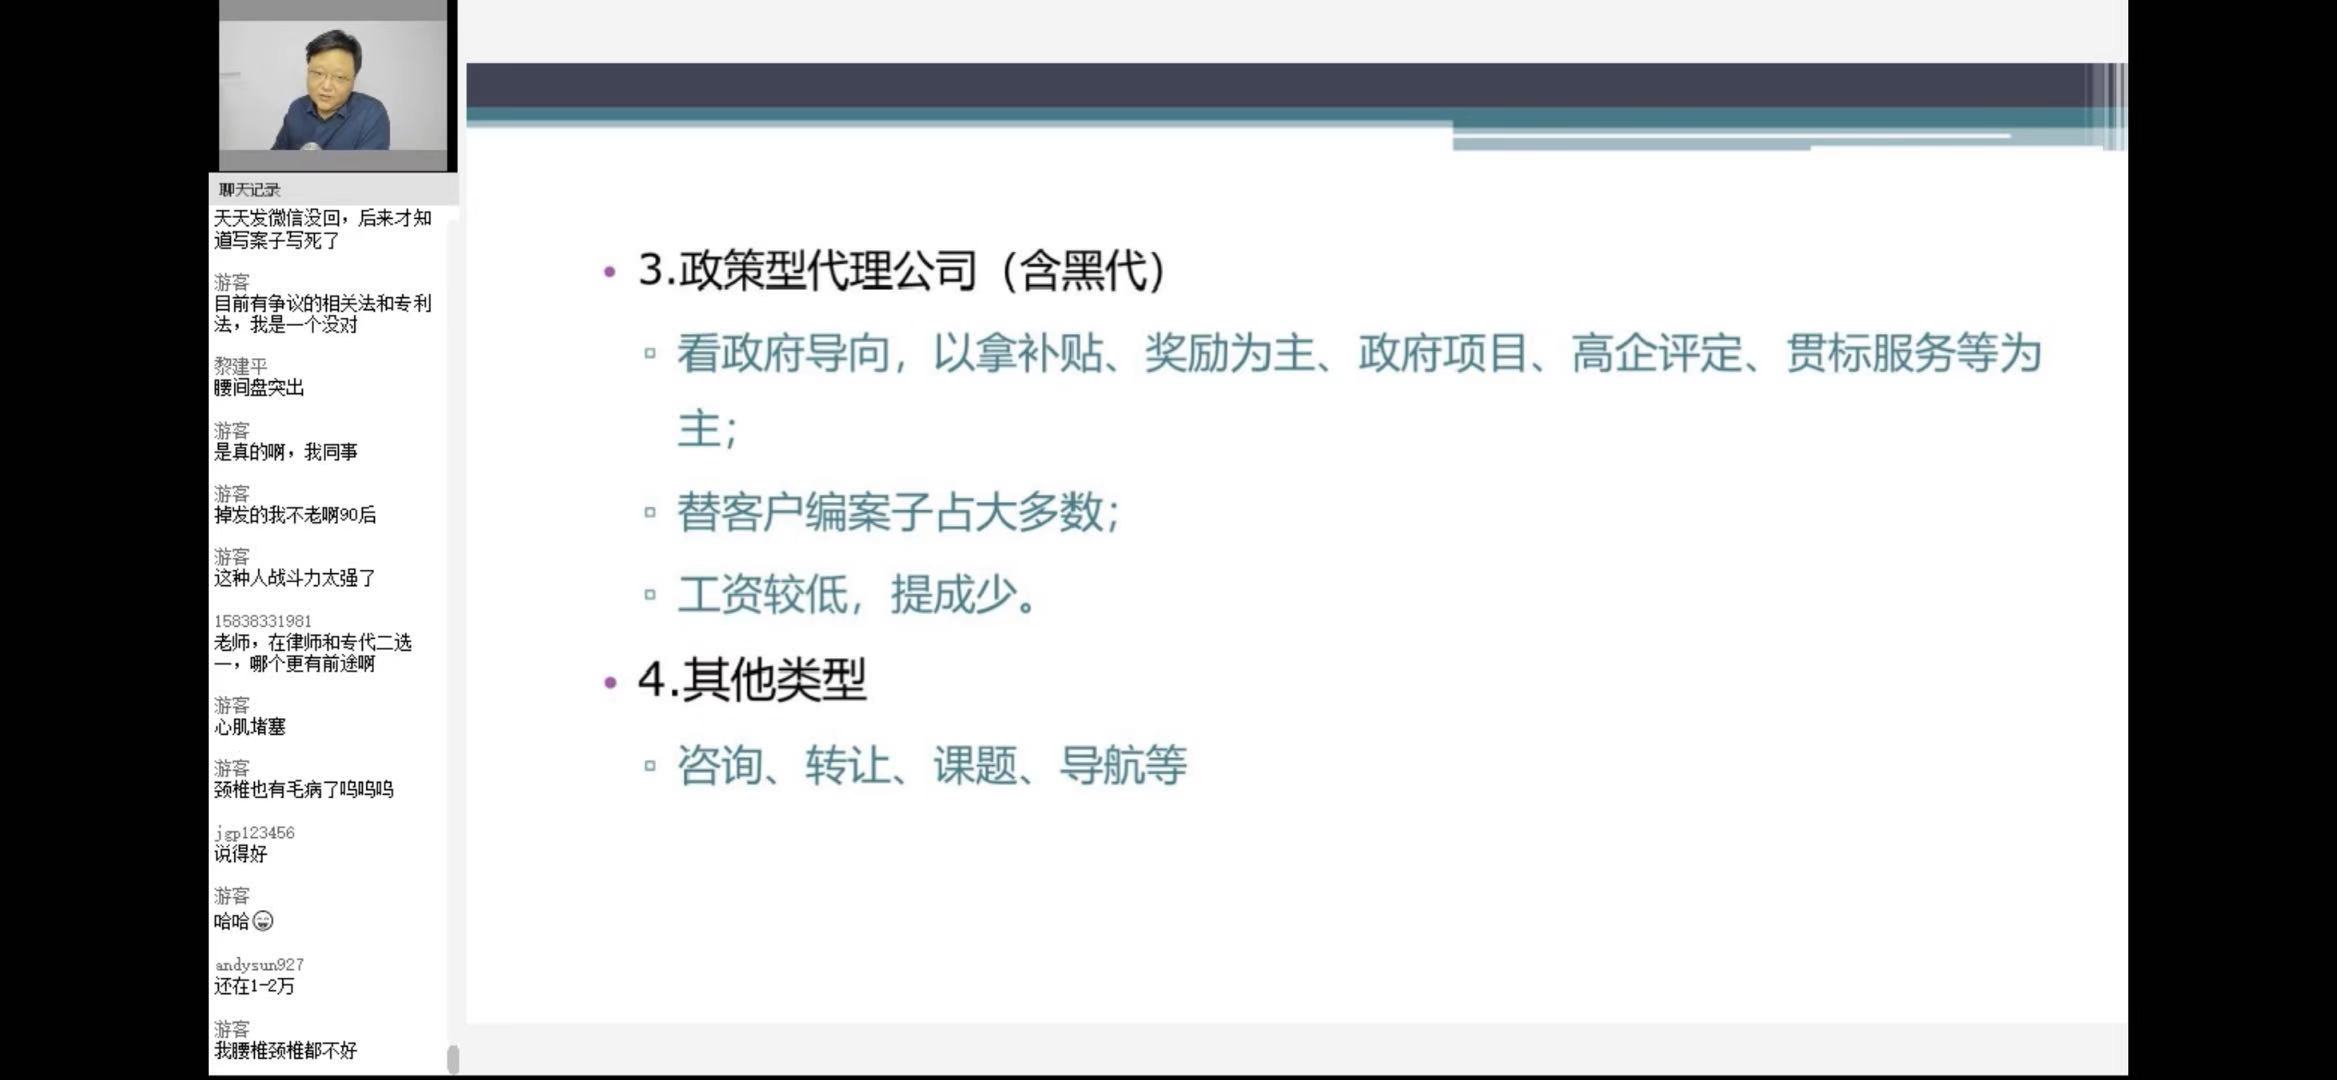 聊天记录
天天发微信没回，后来才知
道写案子写死了
游客
目前有争议的相关法和专利
法，我是一个没对
黎建平
腰间盘突出
游客
是真的啊，我同事
游客
掉发的我不老啊90后
游客
这种人战斗力太强了
15838331981
老师，在律师和专代二选
一，哪个更有前途啊
游客
心肌堵塞
游客
颈椎也有毛病了呜呜呜
jgp123456
说得好
游客
哈哈
andysun927
还在1-2万
游客
我腰椎颈椎都不好
3.政策型代理公司（含黑代）
看政府导向，以拿补贴、奖励为主、政府项目、高企评定、贯标服务等为
主；
替客户编案子占大多数；
工资较低，提成少。
4.其他类型
咨询、转让、课题、导航等